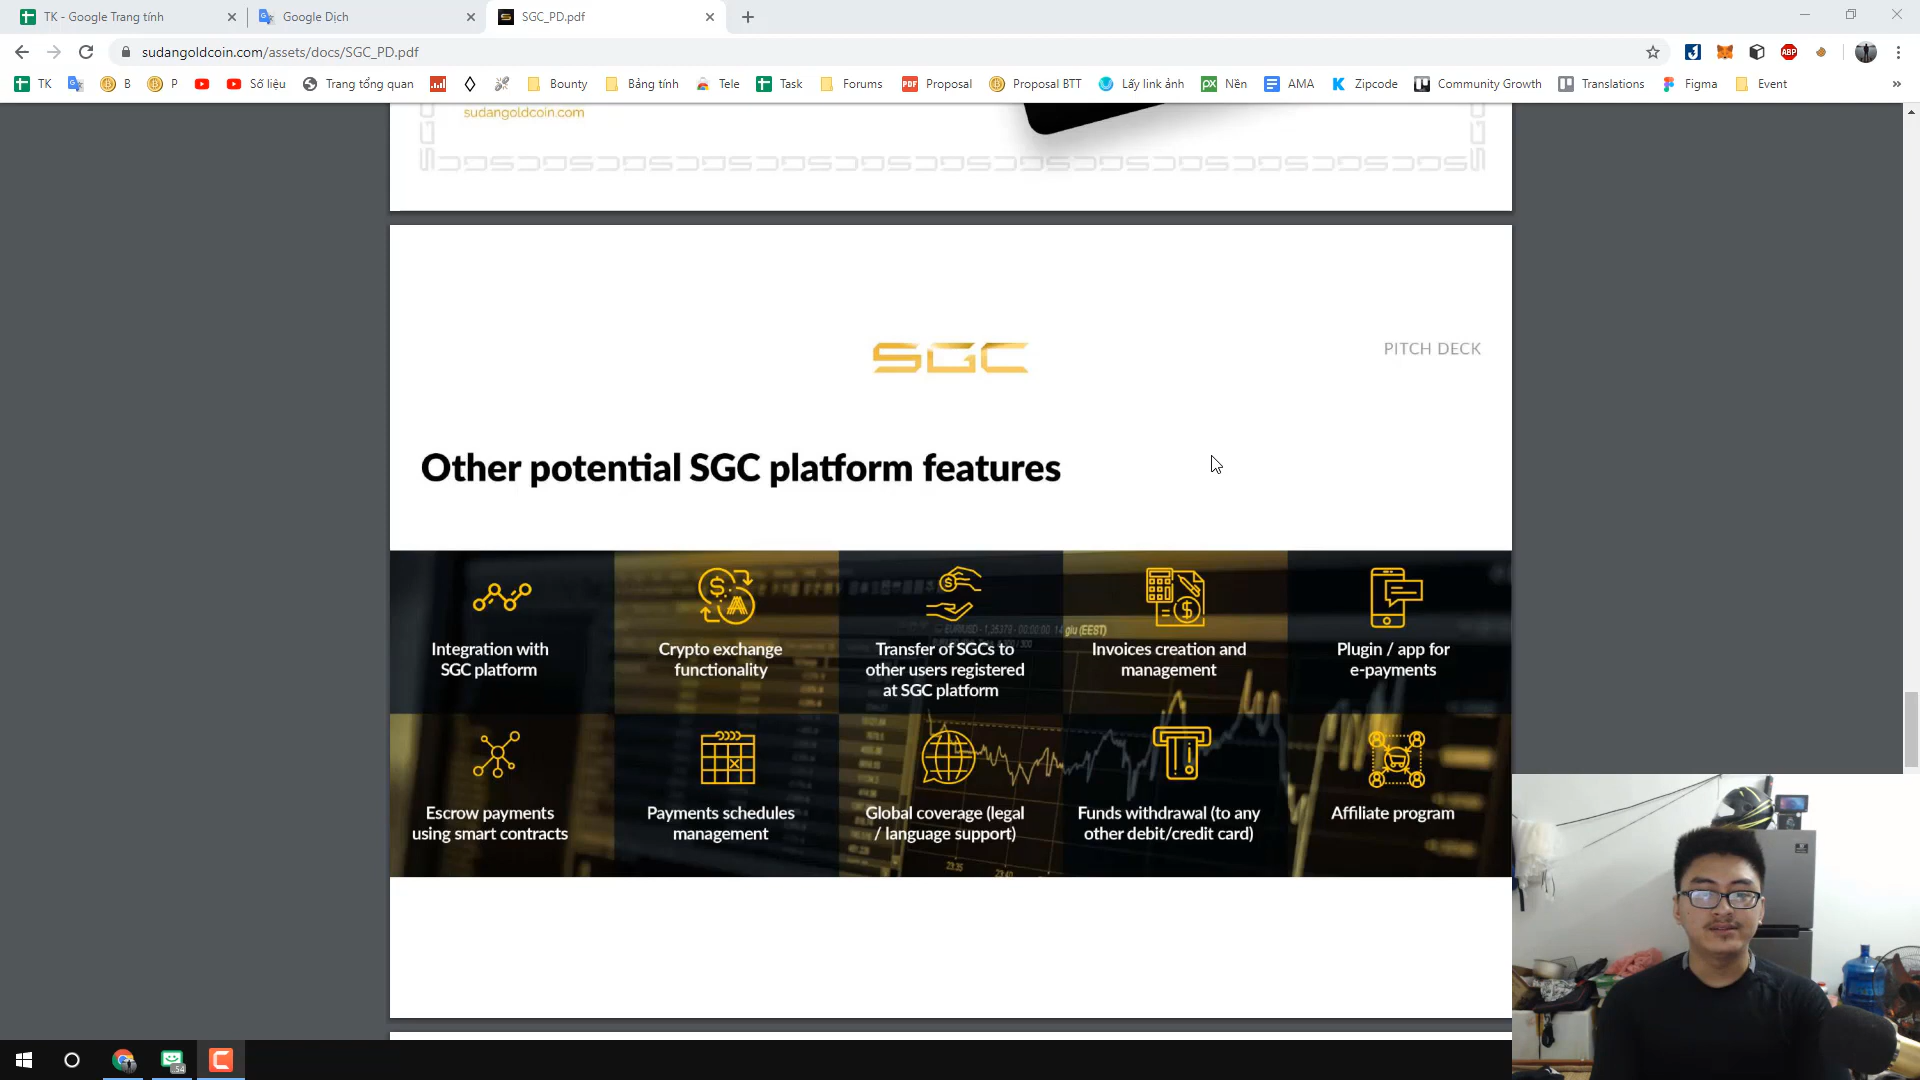 TK - Google Trang tính
Google Dịch
SGC_PD.pdf
sudangoldcoin.com/assets/docs/SGC_PD.pdf
TK
B
P
Số liệu
Trang tổng quan
Bounty
Bảng tính
Tele
Task
Forums
Proposal
Proposal BTT
Lấy link ảnh
Nền
AMA
Zipcode
Community Growth
Translations
Figma
Event
sudangoldcoin.com
SGC
PITCH DECK
Other potential SGC platform features
Integration with
SGC platform
Crypto exchange
functionality
Transfer of SGCs to
other users registered
at SGC platform
Invoices creation and
management
Plugin / app for
e-payments
Escrow payments
using smart contracts
Payments schedules
management
Global coverage (legal
/ language support)
Funds withdrawal (to any
other debit/credit card)
Affiliate program